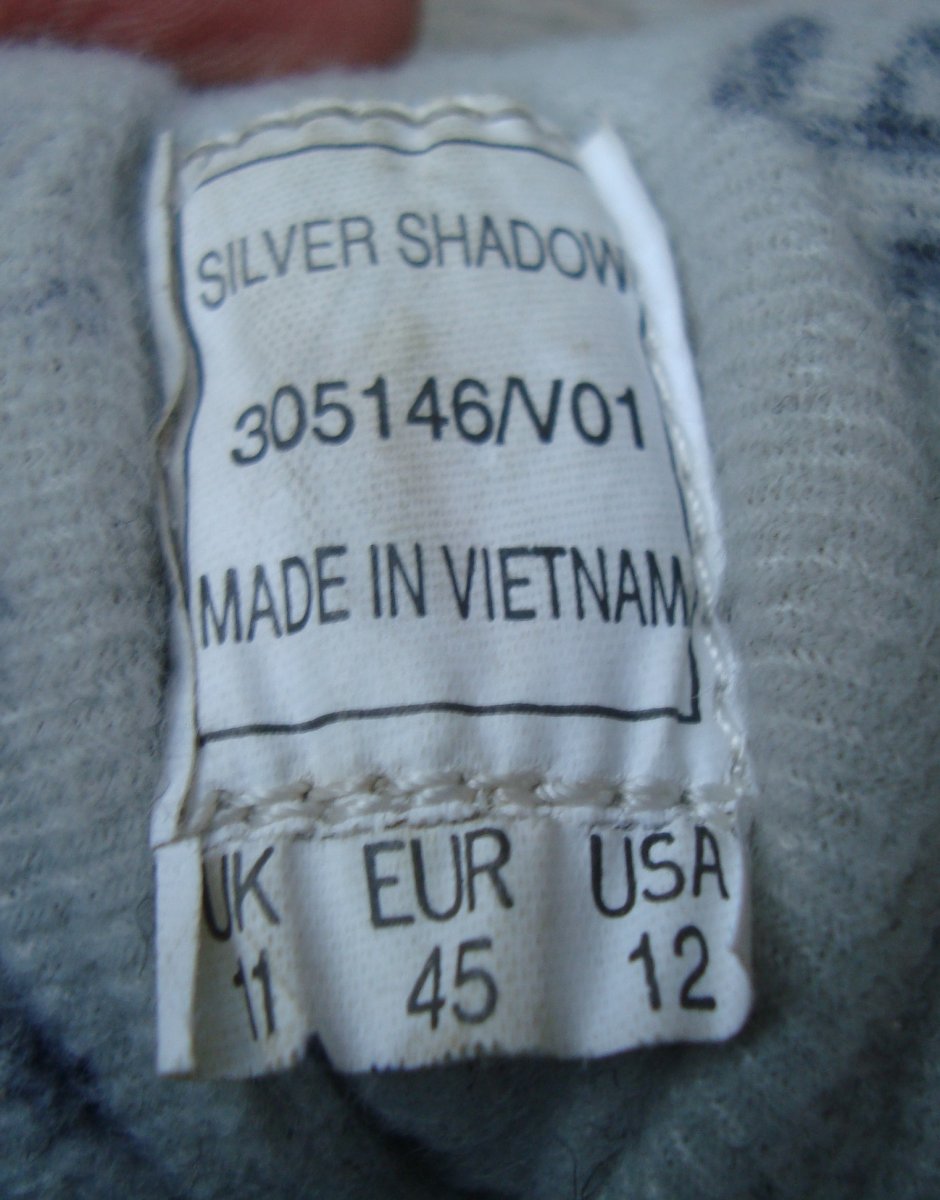 SILVER SHADOW
305146/V01
MADE IN VIETNAM
UK EUR USA
11 45 12